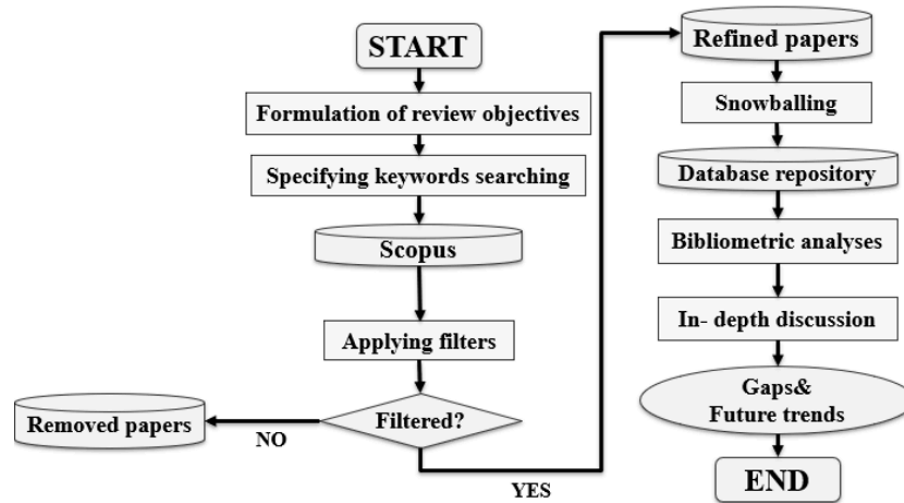 START
Formulation of review objectives
Specifying keywords searching
Scopus
Applying filters
Filtered?
NO
Removed papers
YES
Refined papers
Snowballing
Database repository
Bibliometric analyses
In- depth discussion
Gaps&
Future trends
END